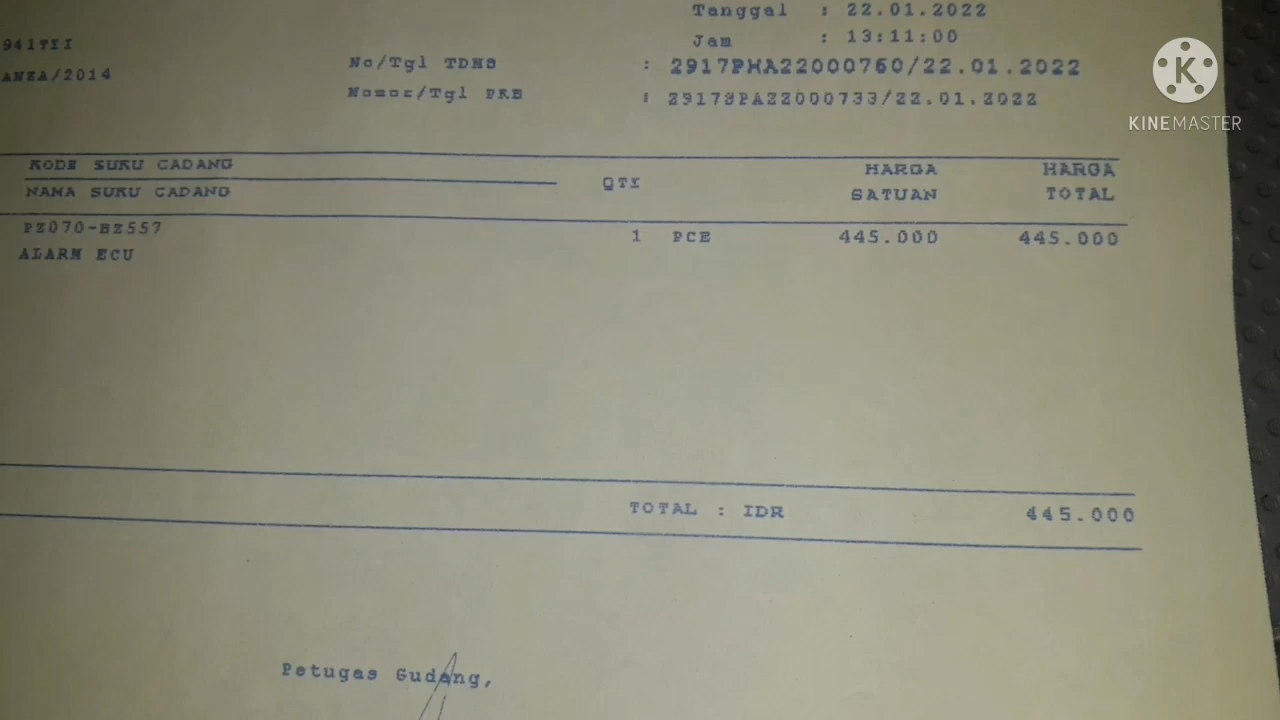 Tanggal : 22.01.2022
Jam : 13:11:00
941TII
No/Tgl TDNS : 2917PHA22000760/22.01.2022
ANZA/2014
Nomor/Tgl PRB : 2917SPA22000733/22.01.2022
KODE SUKU CADANG
NAMA SUKU CADANG
QTY
HARGA SATUAN
HARGA TOTAL
PZ070-BZ557
1 PCE 445.000 445.000
ALARM ECU
TOTAL : IDR 445.000
Petugas Gudang,
KINEMASTER